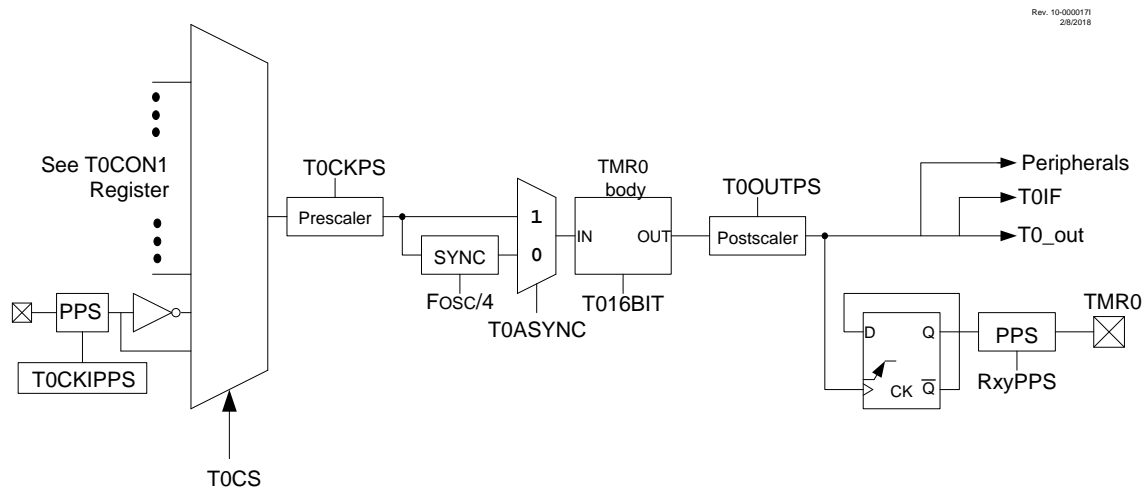 Rev. 10-000017I
2/8/2018
See T0CON1
Register
T0CKPS
Prescaler
SYNC
FOSC/4
1
0
T0ASYNC
TMR0
body
IN
OUT
T016BIT
T0OUTPS
Postscaler
Peripherals
T0IF
T0_out
PPS
T0CKIPPS
T0CS
D
Q
CK
Q
PPS
RxyPPS
TMR0